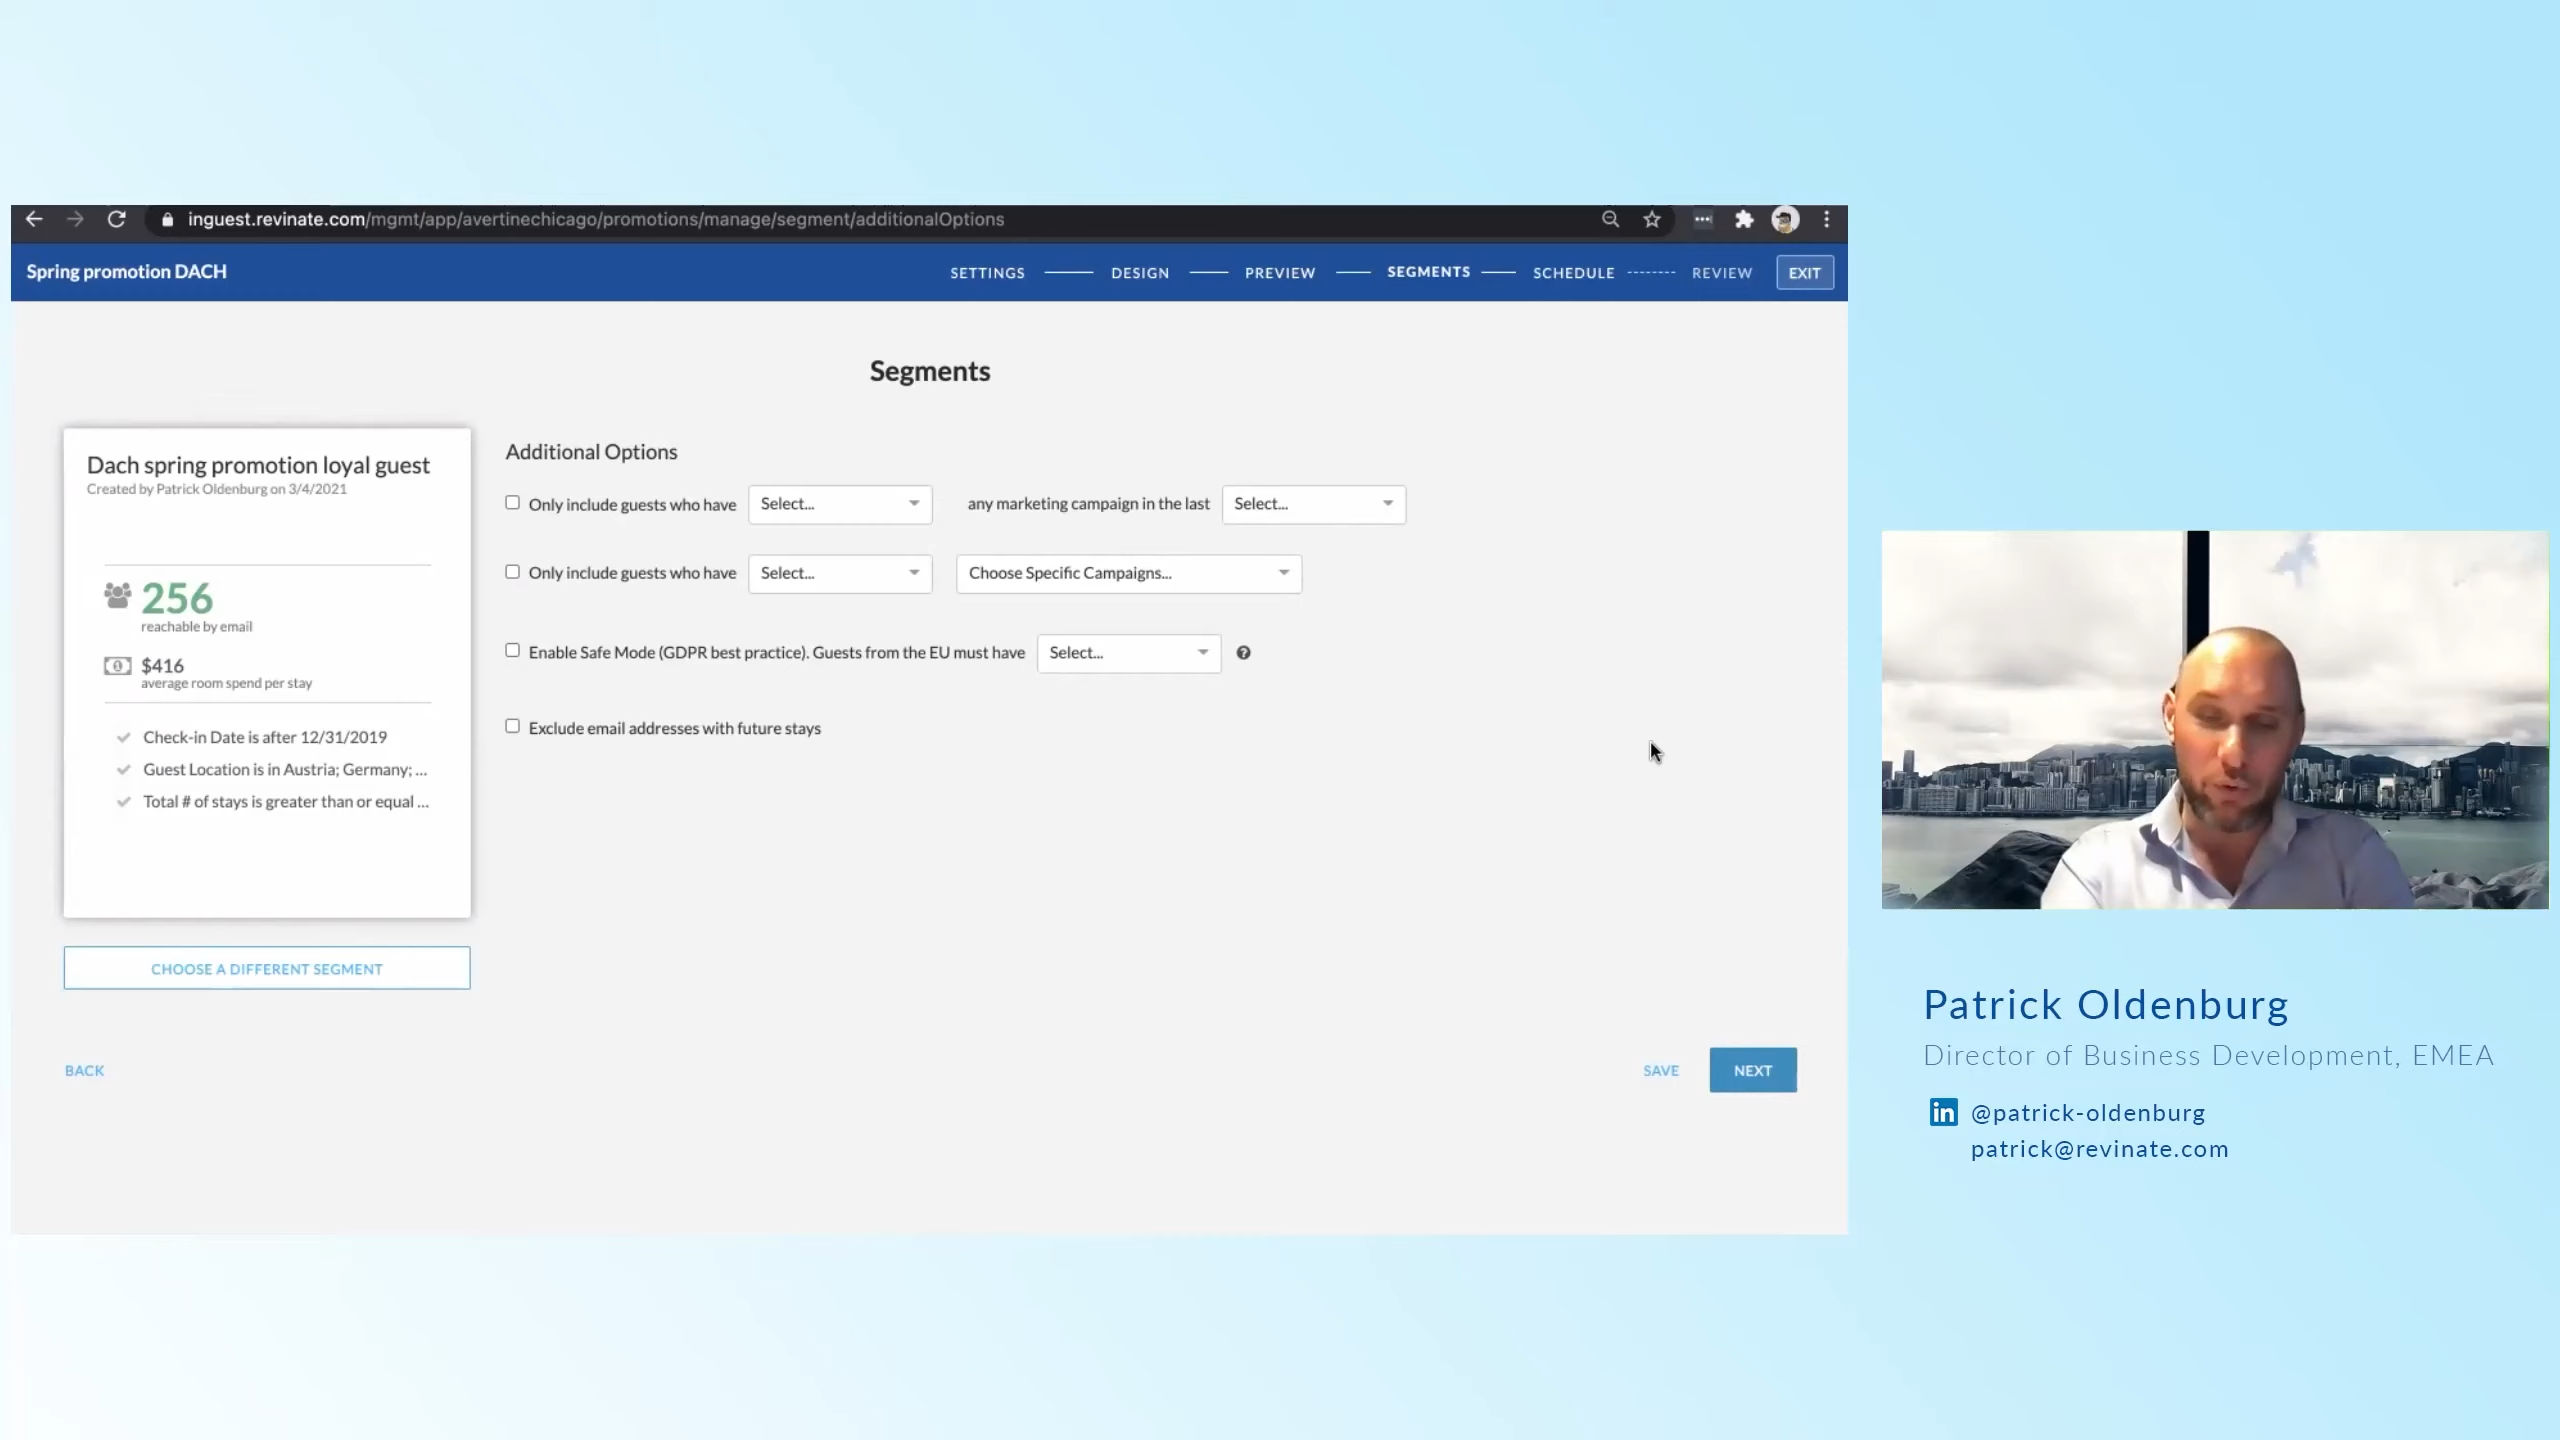 inguest.revinate.com/mgmt/app/avertinechicago/promotions/manage/segment/additionalOptions
Spring promotion DACH
SETTINGS
DESIGN
PREVIEW
SEGMENTS
SCHEDULE
REVIEW
EXIT
Segments
Dach spring promotion loyal guest
Created by Patrick Oldenburg on 3/4/2021
256
reachable by email
$416
average room spend per stay
Check-in Date is after 12/31/2019
Guest Location is in Austria; Germany; ...
Total # of stays is greater than or equal ...
CHOOSE A DIFFERENT SEGMENT
Additional Options
Only include guests who have Select... any marketing campaign in the last Select...
Only include guests who have Select... Choose Specific Campaigns...
Enable Safe Mode (GDPR best practice). Guests from the EU must have Select... ?
Exclude email addresses with future stays
BACK
SAVE
NEXT
Patrick Oldenburg
Director of Business Development, EMEA
in @patrick-oldenburg
patrick@revinate.com